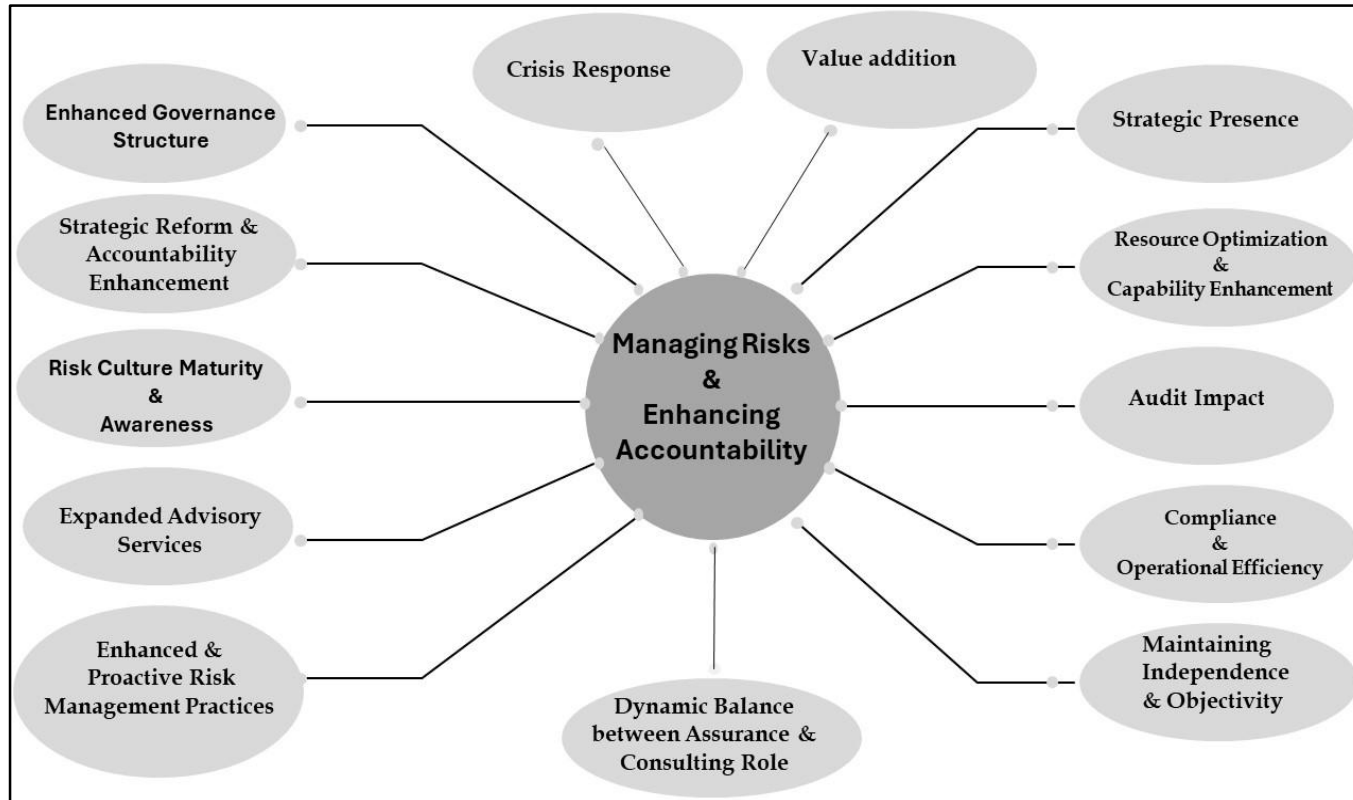 Crisis Response
Value addition
Enhanced Governance
Structure
Strategic Presence
Strategic Reform &
Accountability
Enhancement
Resource Optimization
&
Capability Enhancement
Managing Risks
&
Enhancing
Accountability
Risk Culture Maturity
&
Awareness
Audit Impact
Expanded Advisory
Services
Compliance
&
Operational Efficiency
Enhanced &
Proactive Risk
Management Practices
Maintaining
Independence
& Objectivity
Dynamic Balance
between Assurance &
Consulting Role